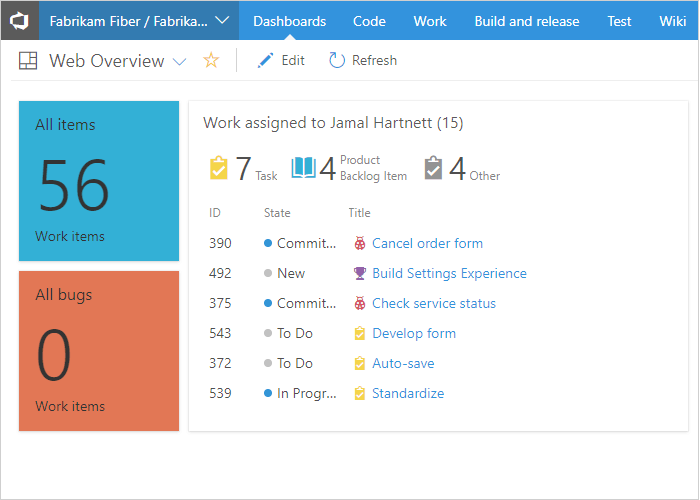 Fabrikam Fiber / Fabrika...
Dashboards Code Work Build and release Test Wiki
Web Overview Edit Refresh
All items
56
Work items
All bugs
0
Work items
Work assigned to Jamal Hartnett (15)
7 Task 4 Product Backlog Item 4 Other
ID State Title
390 Commit... Cancel order form
492 New Build Settings Experience
375 Commit... Check service status
543 To Do Develop form
372 To Do Auto-save
539 In Progr... Standardize